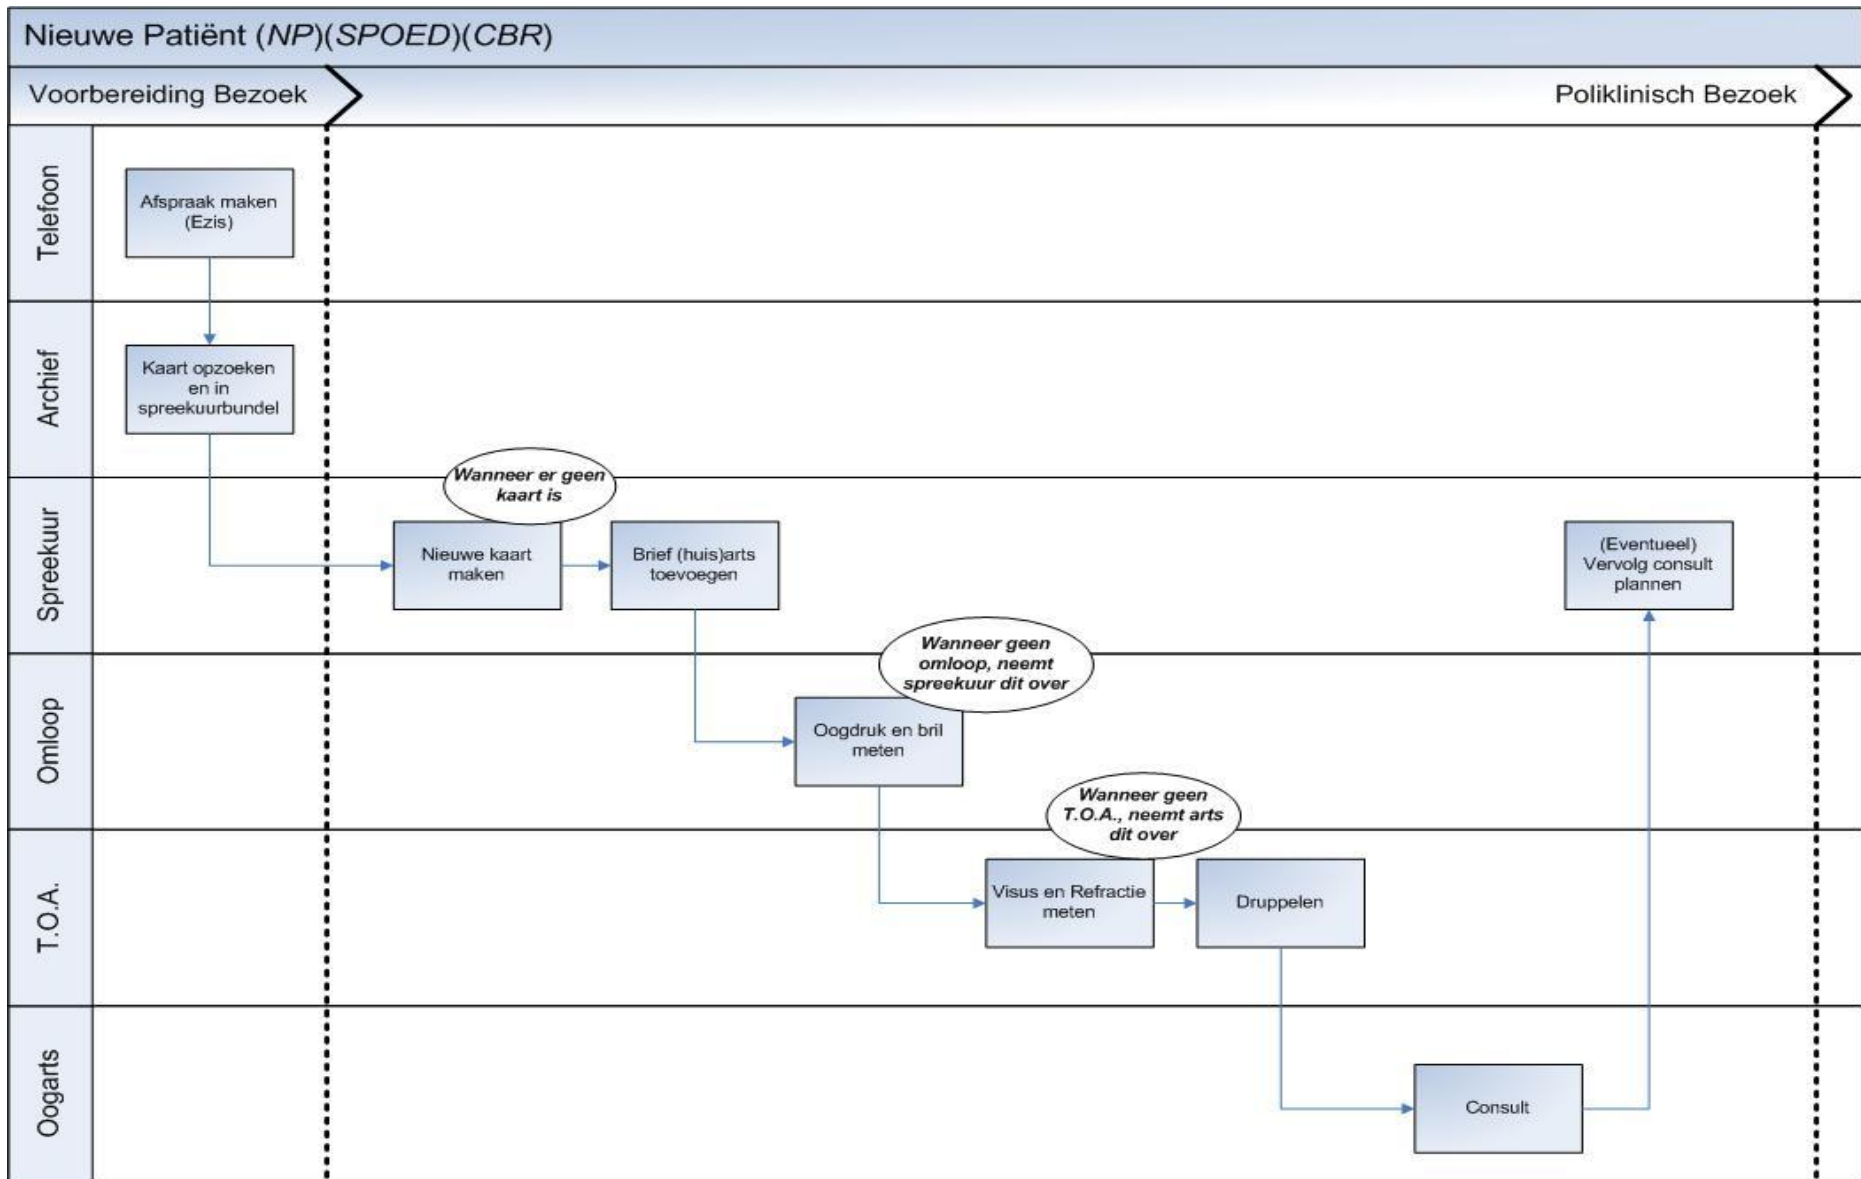 Nieuwe Patiënt (NP)(SPOED)(CBR)
Voorbereiding Bezoek
Poliklinisch Bezoek
Telefoon
Afspraak maken
(Ezis)
Archief
Kaart opzoeken
en in
spreekuurbundel
Spreekuur
Wanneer er geen
kaart is
Nieuwe kaart
maken
Brief (huis)arts
toevoegen
(Eventueel)
Vervolg consult
plannen
Omloop
Wanneer geen
omloop, neemt
spreekuur dit over
Oogdruk en bril
meten
T.O.A.
Wanneer geen
T.O.A., neemt arts
dit over
Visus en Refractie
meten
Druppelen
Oogarts
Consult